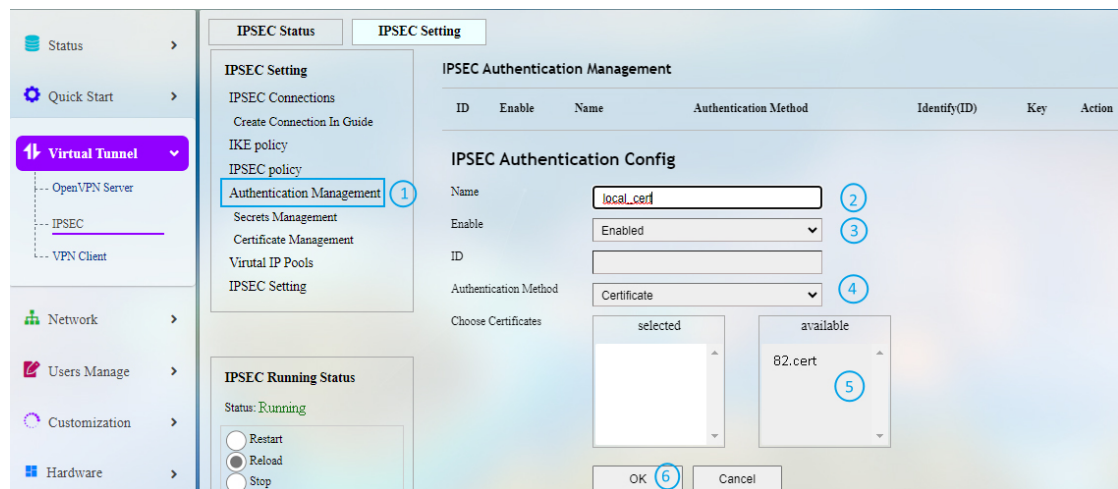 IPSEC Status
IPSEC Setting
Status
Quick Start
Virtual Tunnel
OpenVPN Server
IPSEC
VPN Client
Network
Users Manage
Customization
Hardware
IPSEC Setting
IPSEC Connections
Create Connection In Guide
IKE policy
IPSEC policy
Authentication Management 1
Secrets Management
Certificate Management
Virutal IP Pools
IPSEC Setting
IPSEC Running Status
Status: Running
Restart
Reload
Stop
IPSEC Authentication Management
ID Enable Name Authentication Method Identify(ID) Key Action
IPSEC Authentication Config
Name local_cert 2
Enable Enabled 3
ID
Authentication Method Certificate 4
Choose Certificates selected available
82.cert
5
OK 6 Cancel